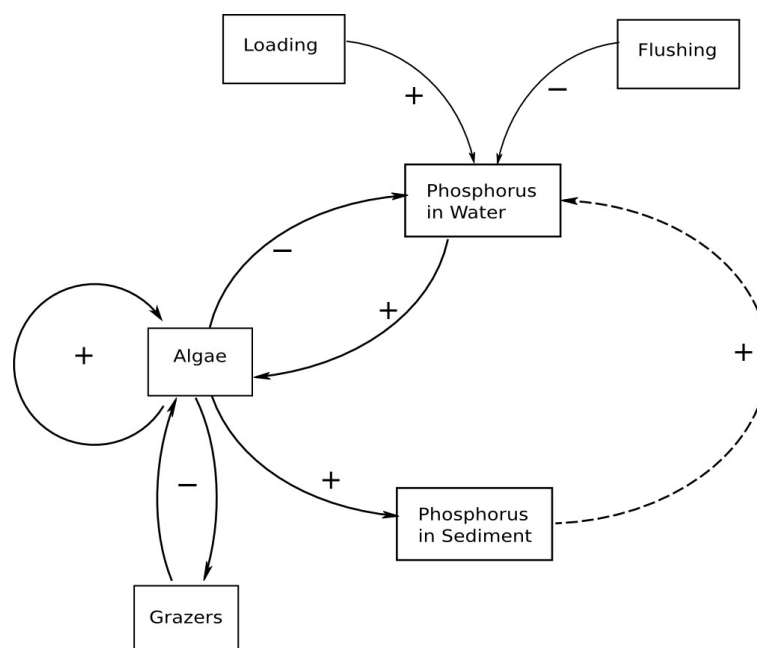 Loading
Flushing
+
−
Phosphorus
in Water
−
+
+
Algae
+
+
−
Phosphorus
in Sediment
Grazers